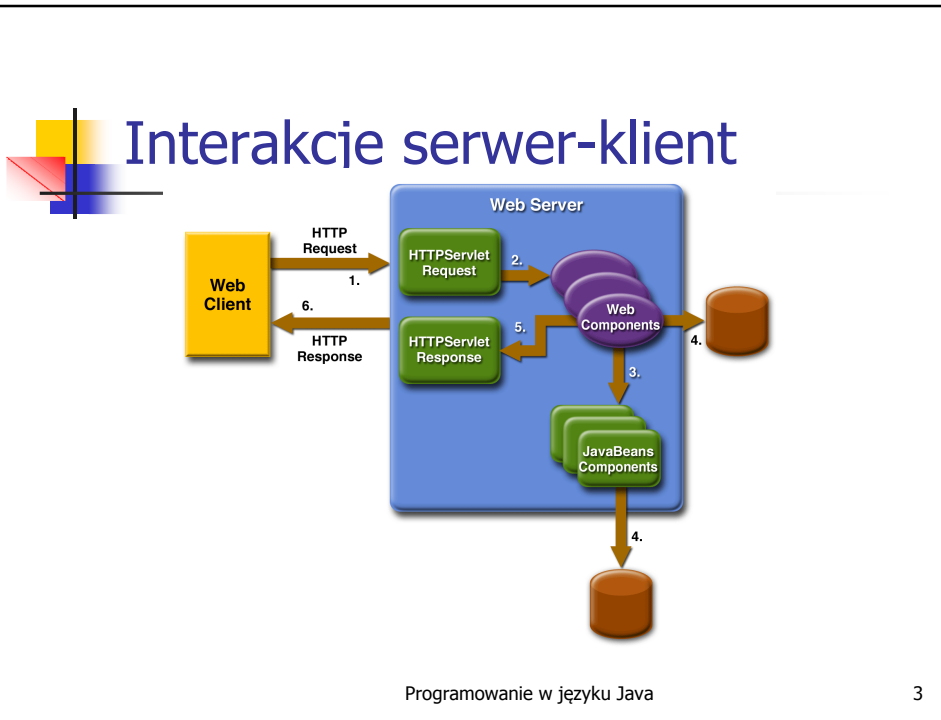 Interakcje serwer-klient
Web Server
HTTP
Request
1.
Web
Client
6.
HTTP
Response
HTTPServlet
Request
2.
HTTPServlet
Response
5.
Web
Components
4.
3.
JavaBeans
Components
4.
Programowanie w języku Java
3